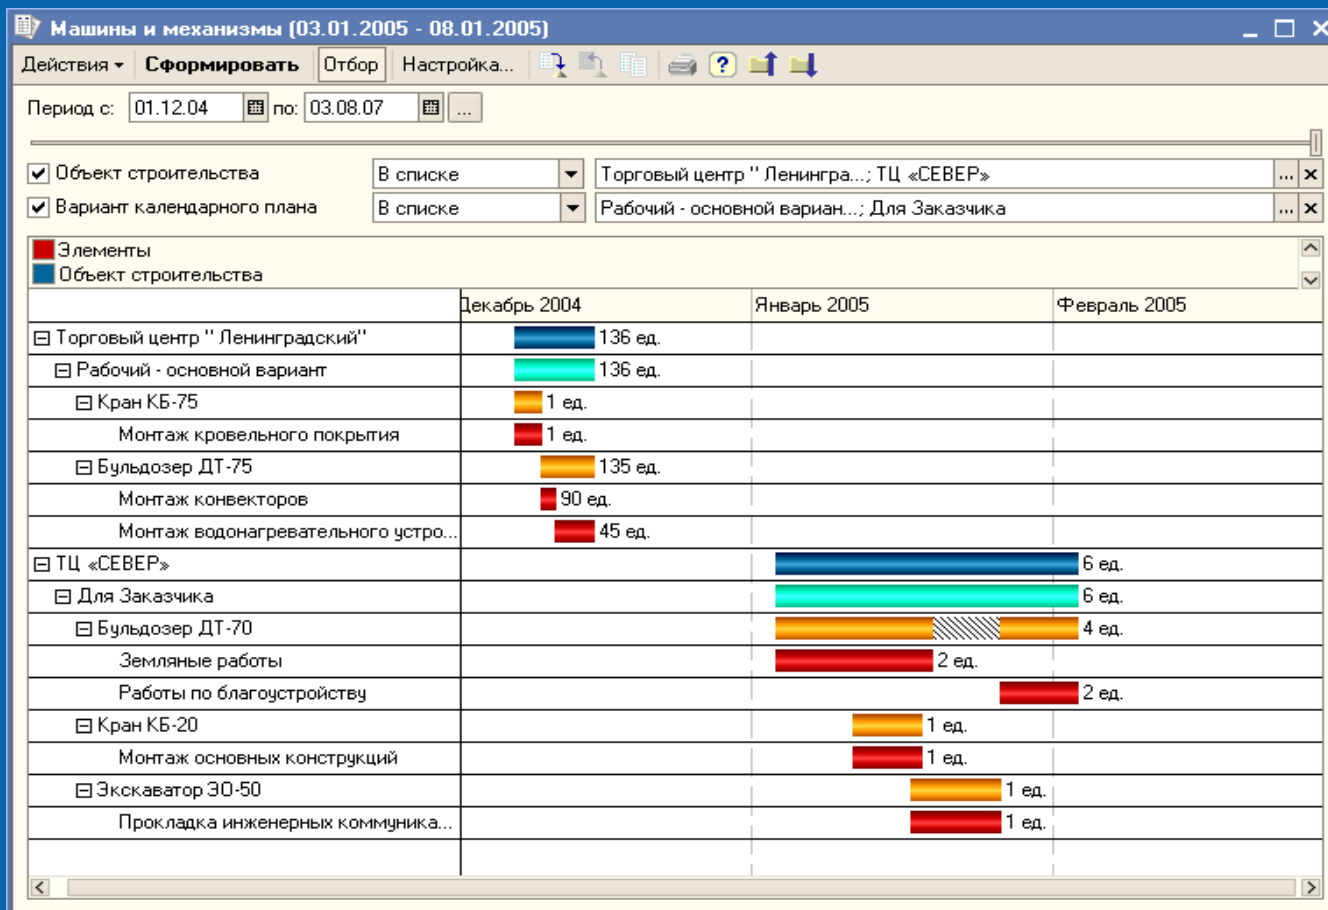 Машины и механизмы (03.01.2005 - 08.01.2005)
Действия Сформировать Отбор Настройка...
Период с: 01.12.04 по: 03.08.07 ...
Объект строительства В списке Торговый центр " Ленингра...; ТЦ «СЕВЕР» ... x
Вариант календарного плана В списке Рабочий - основной вариан...; Для Заказчика ... x
Элементы
Объект строительства
Декабрь 2004 Январь 2005 Февраль 2005
Торговый центр " Ленинградский" 136 ед.
Рабочий - основной вариант 136 ед.
Кран КБ-75 1 ед.
Монтаж кровельного покрытия 1 ед.
Бульдозер ДТ-75 135 ед.
Монтаж конвекторов 90 ед.
Монтаж водонагревательного устро... 45 ед.
ТЦ «СЕВЕР» 6 ед.
Для Заказчика 6 ед.
Бульдозер ДТ-70 4 ед.
Земляные работы 2 ед.
Работы по благоустройству 2 ед.
Кран КБ-20 1 ед.
Монтаж основных конструкций 1 ед.
Экскаватор ЭО-50 1 ед.
Прокладка инженерных коммуника... 1 ед.